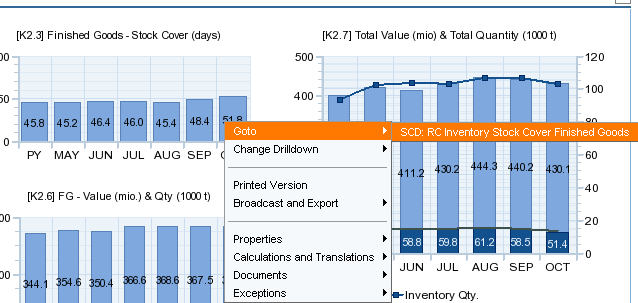 [K2.3] Finished Goods - Stock Cover (days)
45.8 45.2 46.4 46.0 45.4 48.4 51.8
PY MAY JUN JUL AUG SEP
[K2.6] FG - Value (mio.) & Qty (1000 t)
344.1 354.6 350.4 366.6 368.6 367.5
[K2.7] Total Value (mio) & Total Quantity (1000 t)
500 120
400 100
80
60
40
20
0
411.2 430.2 444.3 440.2 430.1
58.8 59.8 61.2 58.5 51.4
JUN JUL AUG SEP OCT
Inventory Qty.
Goto
SCD: RC Inventory Stock Cover Finished Goods
Change Drilldown
Printed Version
Broadcast and Export
Properties
Calculations and Translations
Documents
Exceptions